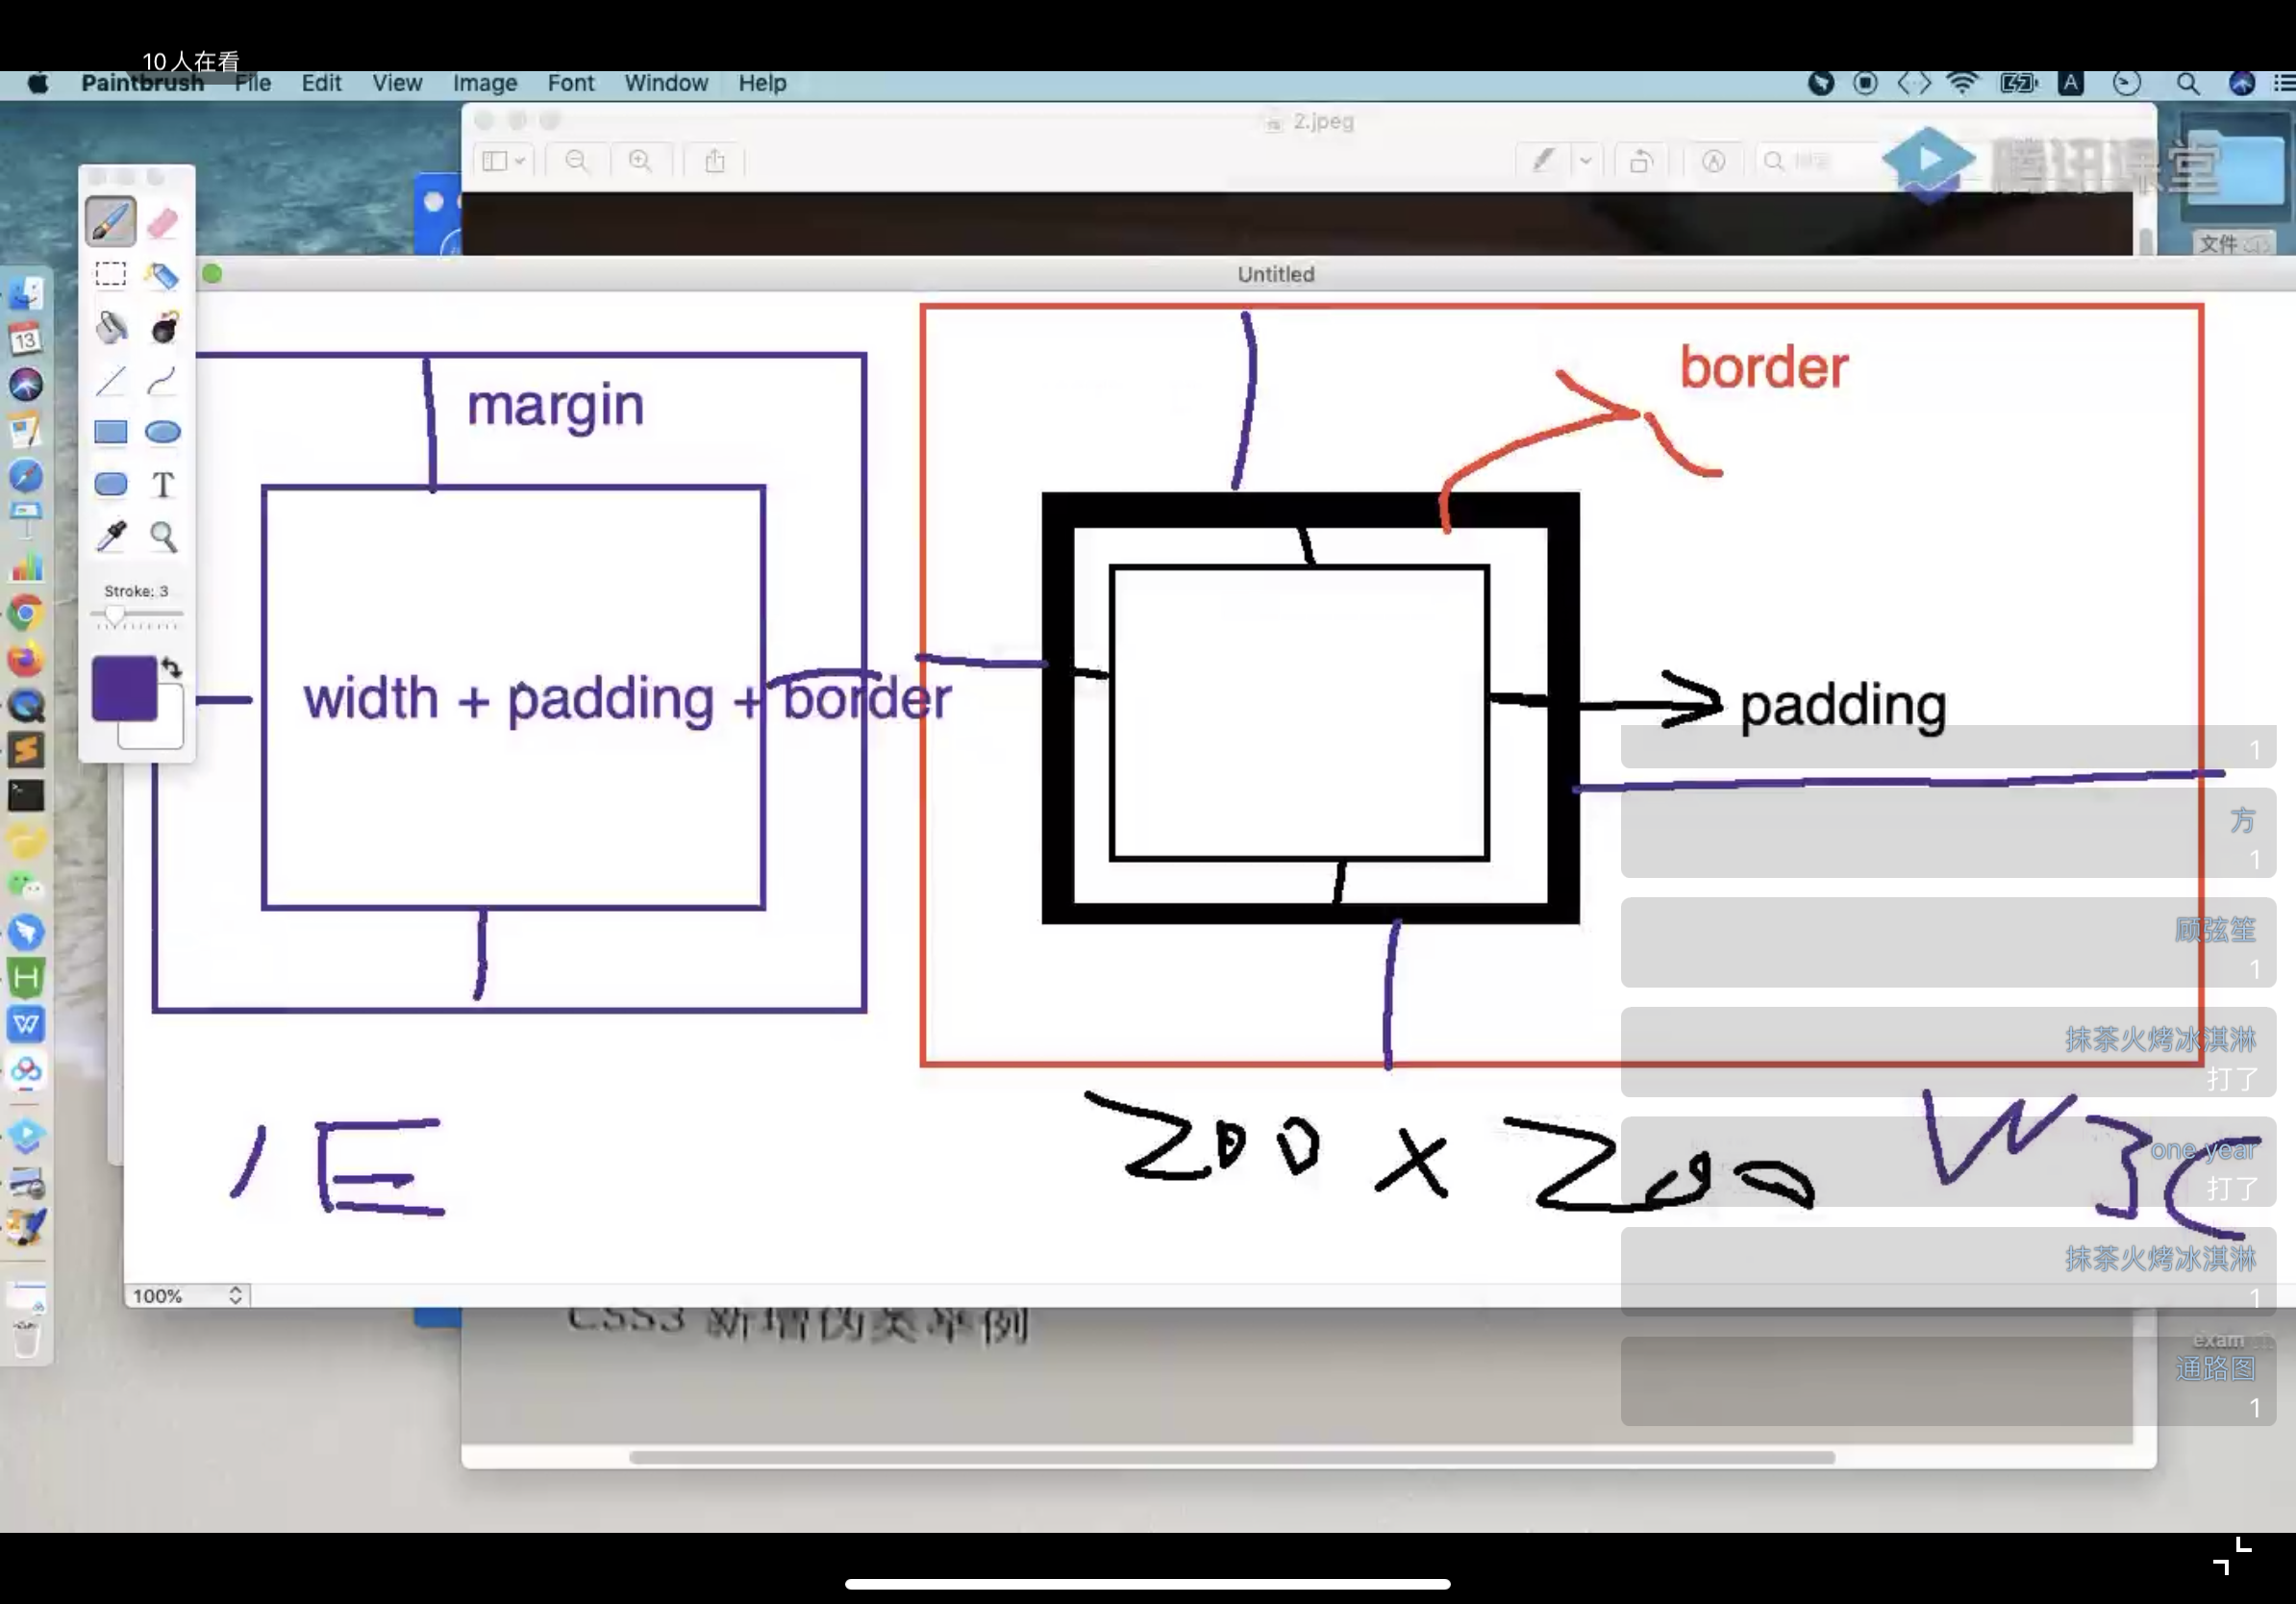 10人在看
Paintbrush File Edit View Image Font Window Help
2.jpeg
腾讯课堂
文件
Untitled
13
Stroke: 3
margin
width + padding + border
border
padding
1
方
1
顾弦笙
1
抹茶火烤冰淇淋
打了
one year
打了
抹茶火烤冰淇淋
1
IE
200 x 200
W3C
100%
CSS3 新增伪类举例
exam
通路图
1